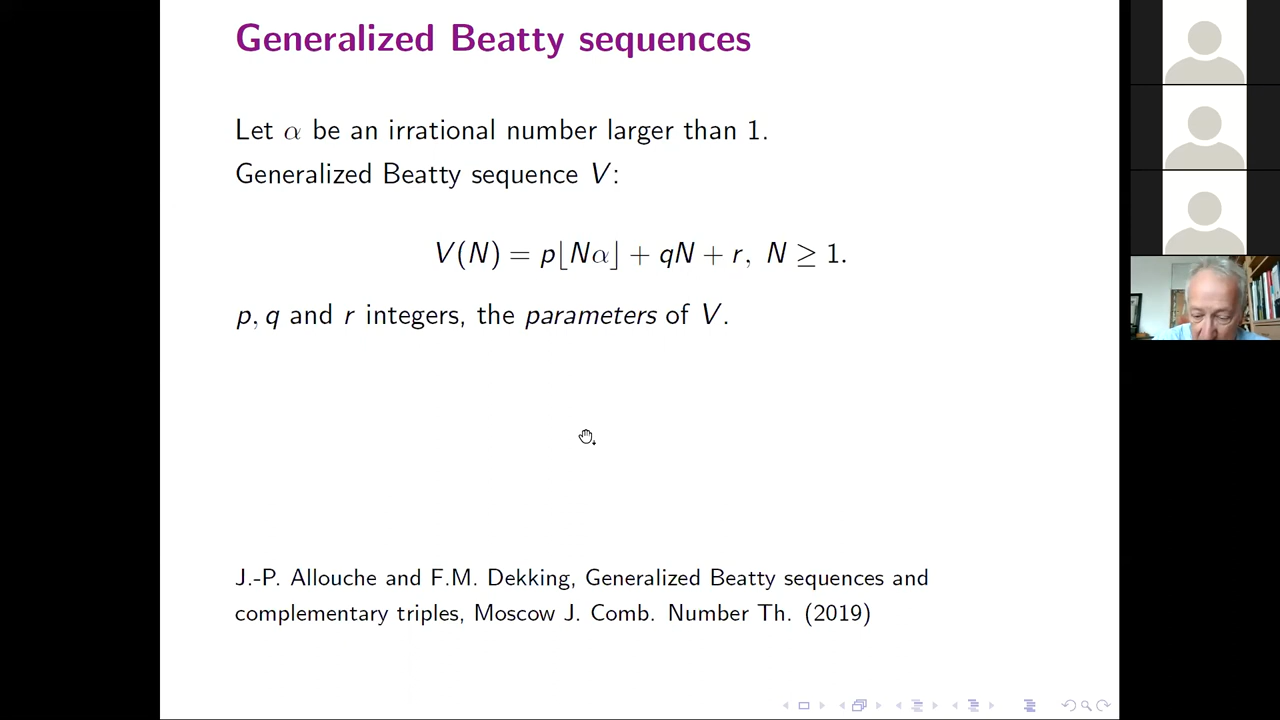 Generalized Beatty sequences
Let α be an irrational number larger than 1.
Generalized Beatty sequence V:
V(N) = p⌊Nα⌋ + qN + r, N ≥ 1.
p, q and r integers, the parameters of V.
J.-P. Allouche and F.M. Dekking, Generalized Beatty sequences and
complementary triples, Moscow J. Comb. Number Th. (2019)